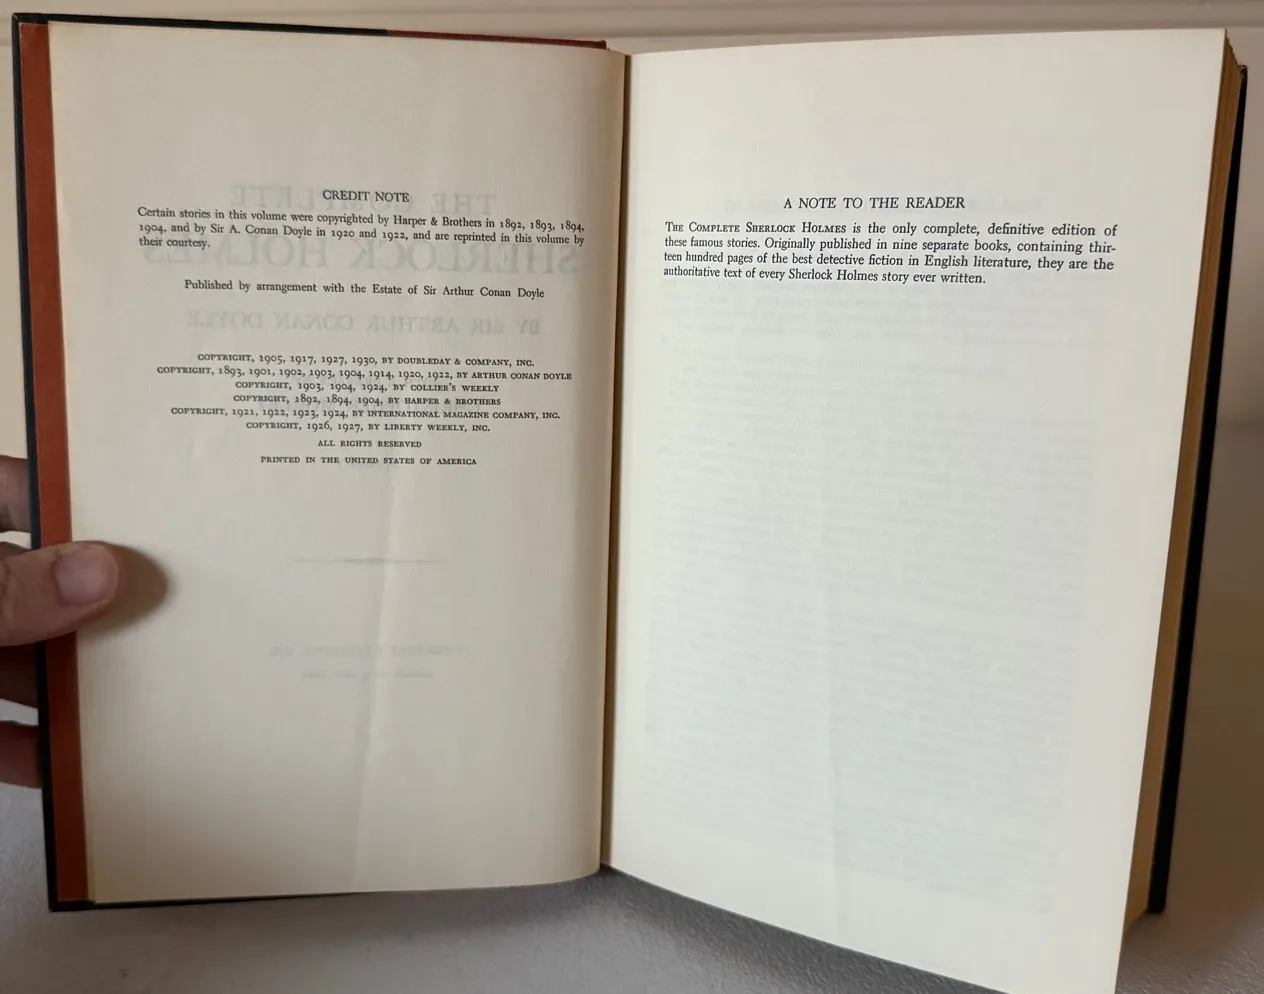 CREDIT NOTE
Certain stories in this volume were copyrighted by Harper & Brothers in 1892, 1893, 1894,
1904, and by Sir A. Conan Doyle in 1920 and 1922, and are reprinted in this volume by
their courtesy.
Published by arrangement with the Estate of Sir Arthur Conan Doyle
COPYRIGHT, 1905, 1917, 1927, 1930, BY DOUBLEDAY & COMPANY, INC.
COPYRIGHT, 1893, 1901, 1902, 1903, 1904, 1914, 1920, 1922, BY ARTHUR CONAN DOYLE
COPYRIGHT, 1903, 1904, 1924, BY COLLIER'S WEEKLY
COPYRIGHT, 1892, 1894, 1904, BY HARPER & BROTHERS
COPYRIGHT, 1921, 1922, 1923, 1924, BY INTERNATIONAL MAGAZINE COMPANY, INC.
COPYRIGHT, 1926, 1927, BY LIBERTY WEEKLY, INC.
ALL RIGHTS RESERVED
PRINTED IN THE UNITED STATES OF AMERICA
A NOTE TO THE READER
THE COMPLETE SHERLOCK HOLMES is the only complete, definitive edition of
these famous stories. Originally published in nine separate books, containing thir-
teen hundred pages of the best detective fiction in English literature, they are the
authoritative text of every Sherlock Holmes story ever written.